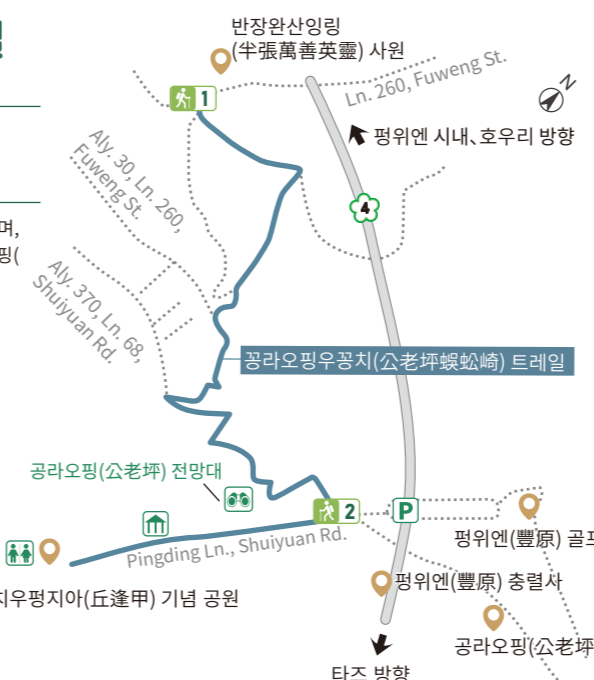 반장완산잉링
(半張萬善英靈) 사원
1
Ln. 260, Fuweng St.
N
펑위엔 시내、호우리 방향
Aly. 30, Ln. 260,
Fuweng St.
4
며,
핑(
Aly. 370, Ln. 68,
Shuiyuan Rd.
꽁라오핑우꽁치(公老坪蜈蚣崎) 트레일
공라오핑(公老坪) 전망대
2
P
Pingding Ln., Shuiyuan Rd.
펑위엔(豐原) 골프
펑위엔(豐原) 충렬사
치우펑지아(丘逢甲) 기념 공원
공라오핑(公老坪
타즈 방향